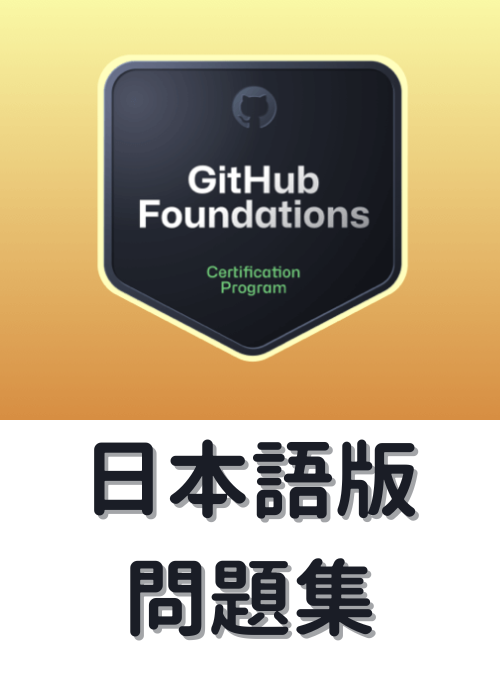 GitHub
Foundations
Certification
Program
日本語版
問題集